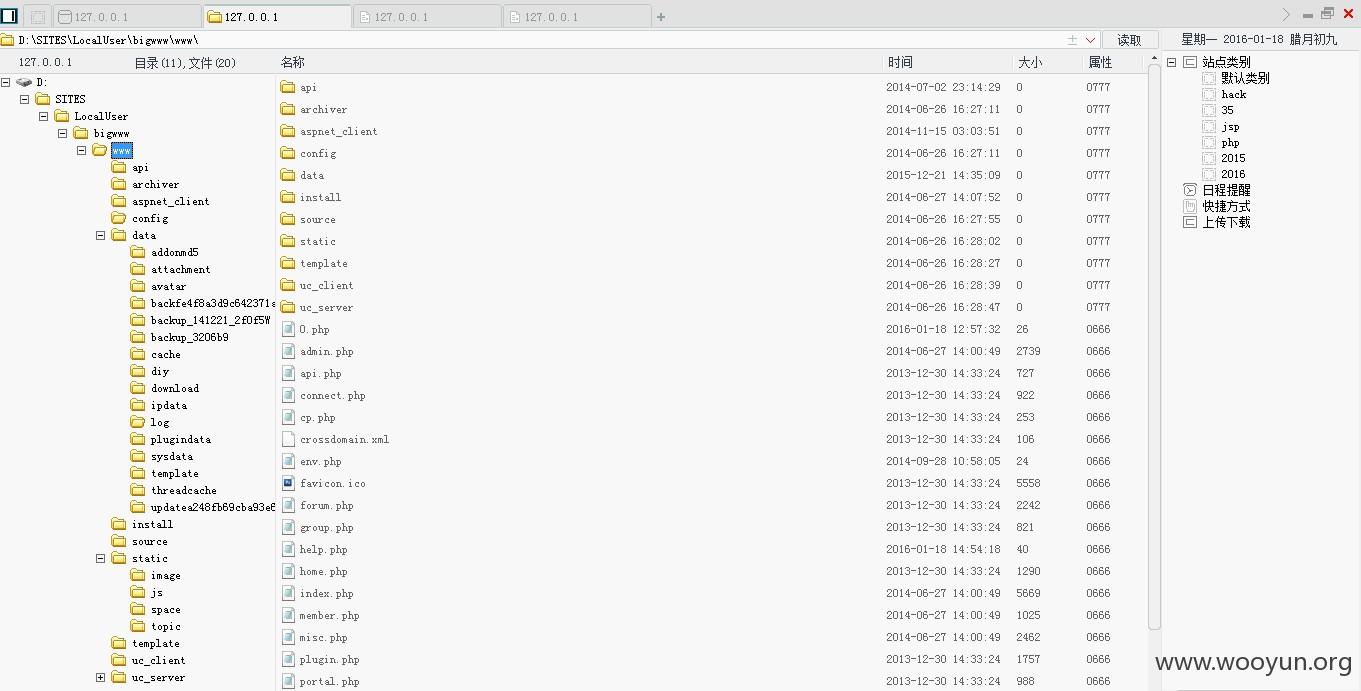 127.0.0.1 127.0.0.1 127.0.0.1 127.0.0.1 +
D:\SITES\LocalUser\bigwww\www\ 读取 星期一 2016-01-18 腊月初九
127.0.0.1 目录(11),文件(20) 名称 时间 大小 属性
D:
SITES
LocalUser
bigwww
www
api
archiver
aspnet_client
config
data
addonmd5
attachment
avatar
backfe4f8a3d9c642371a
backup_141221_2f0f5W
backup_3206b9
cache
diy
download
ipdata
log
plugindata
sysdata
template
threadcache
updatea248fb69cba93e6
install
source
static
image
js
space
topic
template
uc_client
uc_server
api 2014-07-02 23:14:29 0 0777
archiver 2014-06-26 16:27:11 0 0777
aspnet_client 2014-11-15 03:03:51 0 0777
config 2014-06-26 16:27:11 0 0777
data 2015-12-21 14:35:09 0 0777
install 2014-06-27 14:07:52 0 0777
source 2014-06-26 16:27:55 0 0777
static 2014-06-26 16:28:02 0 0777
template 2014-06-26 16:28:27 0 0777
uc_client 2014-06-26 16:28:39 0 0777
uc_server 2014-06-26 16:28:47 0 0777
0.php 2016-01-18 12:57:32 26 0666
admin.php 2014-06-27 14:00:49 2739 0666
api.php 2013-12-30 14:33:24 727 0666
connect.php 2013-12-30 14:33:24 922 0666
cp.php 2013-12-30 14:33:24 253 0666
crossdomain.xml 2013-12-30 14:33:24 106 0666
env.php 2014-09-28 10:58:05 24 0666
favicon.ico 2013-12-30 14:33:24 5558 0666
forum.php 2013-12-30 14:33:24 2242 0666
group.php 2013-12-30 14:33:24 821 0666
help.php 2016-01-18 14:54:18 40 0666
home.php 2013-12-30 14:33:24 1290 0666
index.php 2014-06-27 14:00:49 5669 0666
member.php 2014-06-27 14:00:49 1025 0666
misc.php 2014-06-27 14:00:49 2462 0666
plugin.php 2013-12-30 14:33:24 1757 0666
portal.php 2013-12-30 14:33:24 988 0666
站点类别
默认类别
hack
35
jsp
php
2015
2016
日程提醒
快捷方式
上传下载
www.wooyun.org